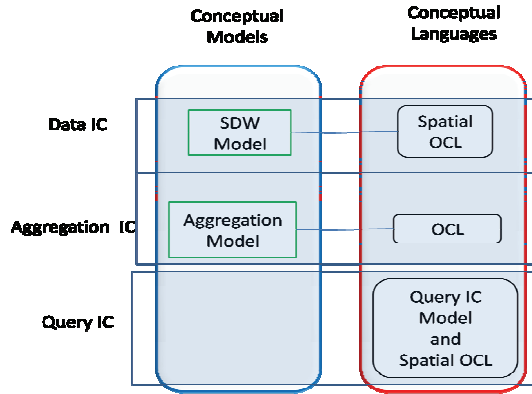 Conceptual
Models
Conceptual
Languages
Data IC
SDW
Model
Spatial
OCL
Aggregation IC
Aggregation
Model
OCL
Query IC
Query IC
Model
and
Spatial OCL